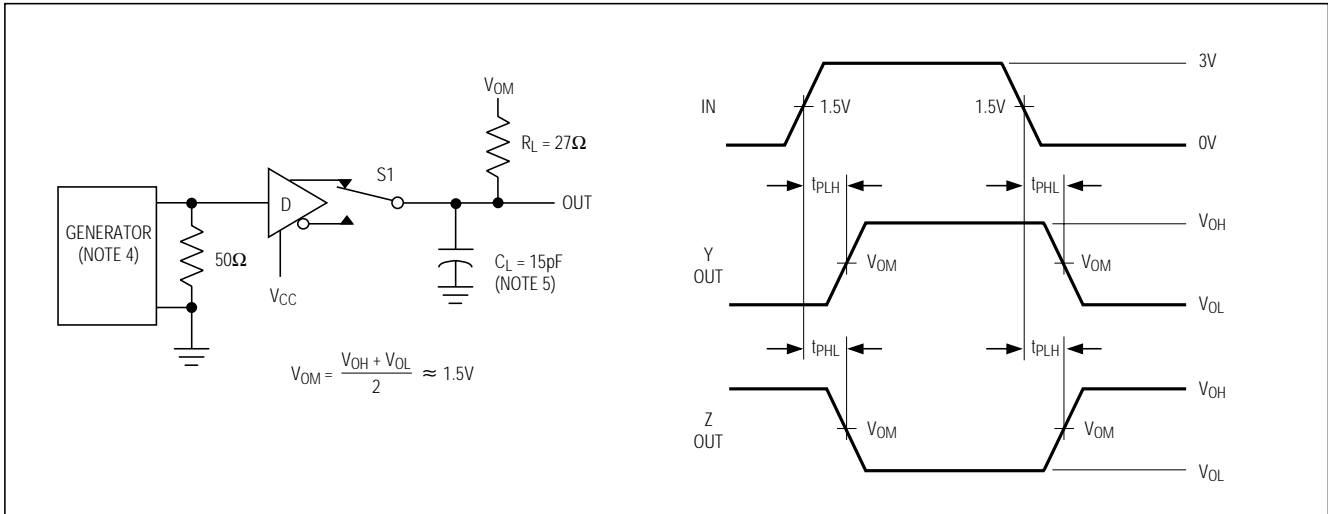 V_OM
R_L = 27Ω
S1
D
OUT
GENERATOR
(NOTE 4)
50Ω
V_CC
C_L = 15pF
(NOTE 5)
V_OM = (V_OH + V_OL) / 2 ≈ 1.5V
IN
1.5V
1.5V
3V
0V
t_PLH
t_PHL
Y
OUT
V_OM
V_OM
V_OH
V_OL
t_PHL
t_PLH
Z
OUT
V_OM
V_OM
V_OH
V_OL